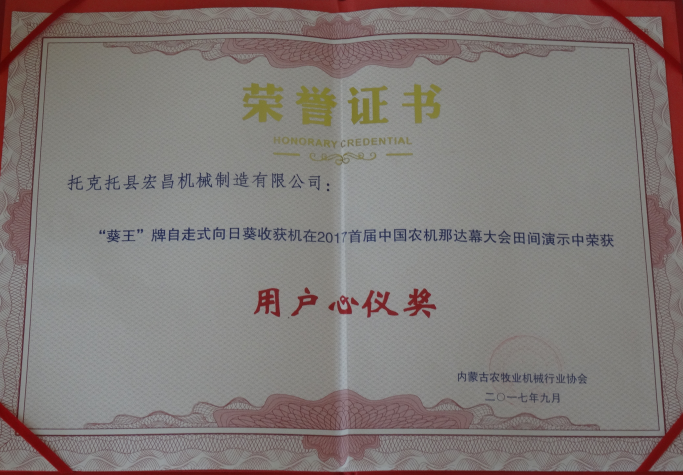 荣誉证书
HONORARY CREDENTIAL
托克托县宏昌机械制造有限公司：
“葵王”牌自走式向日葵收获机在2017首届中国农机那达慕大会田间演示中荣获
用户心仪奖
内蒙古农牧业机械行业协会
二〇一七年九月